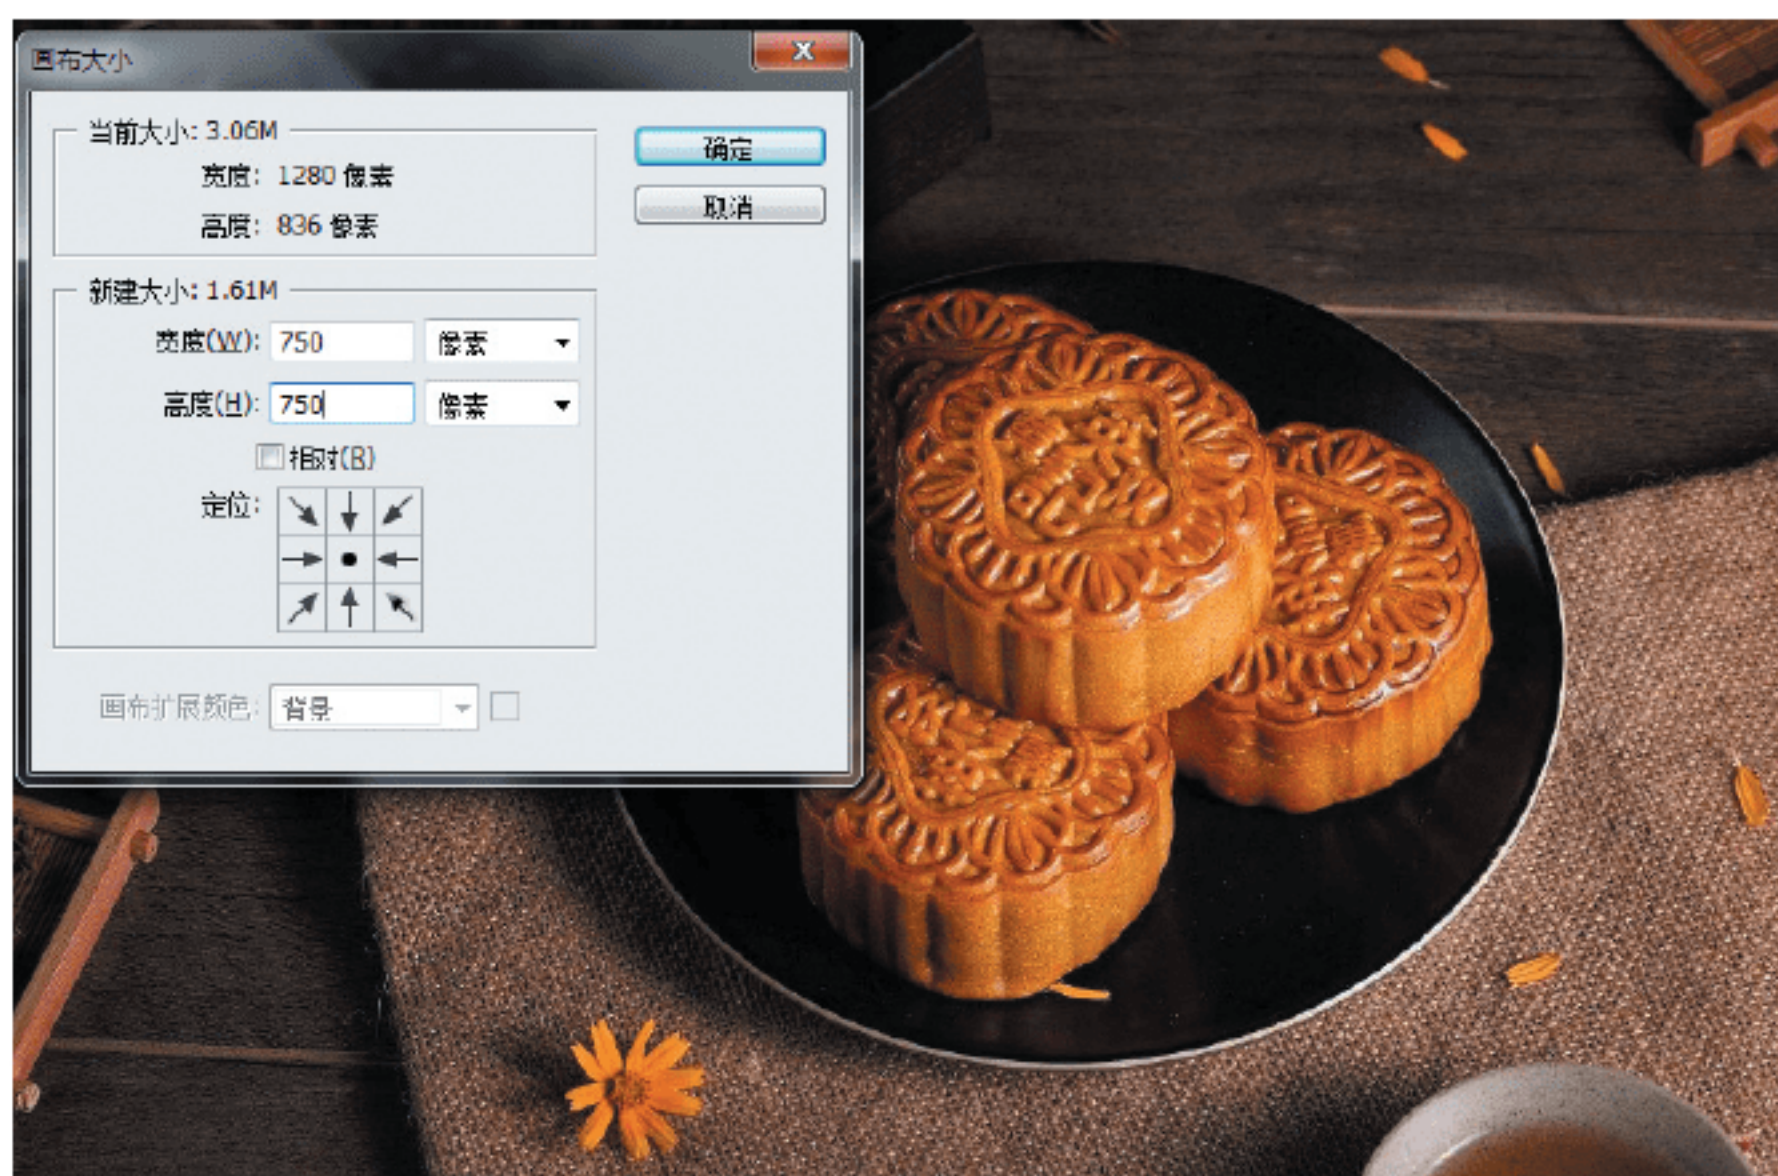 画布大小
当前大小: 3.06M
宽度: 1280 像素
高度: 836 像素
确定
取消
新建大小: 1.61M
宽度(W): 750 像素
高度(H): 750 像素
相对(R)
定位:
画布扩展颜色: 背景